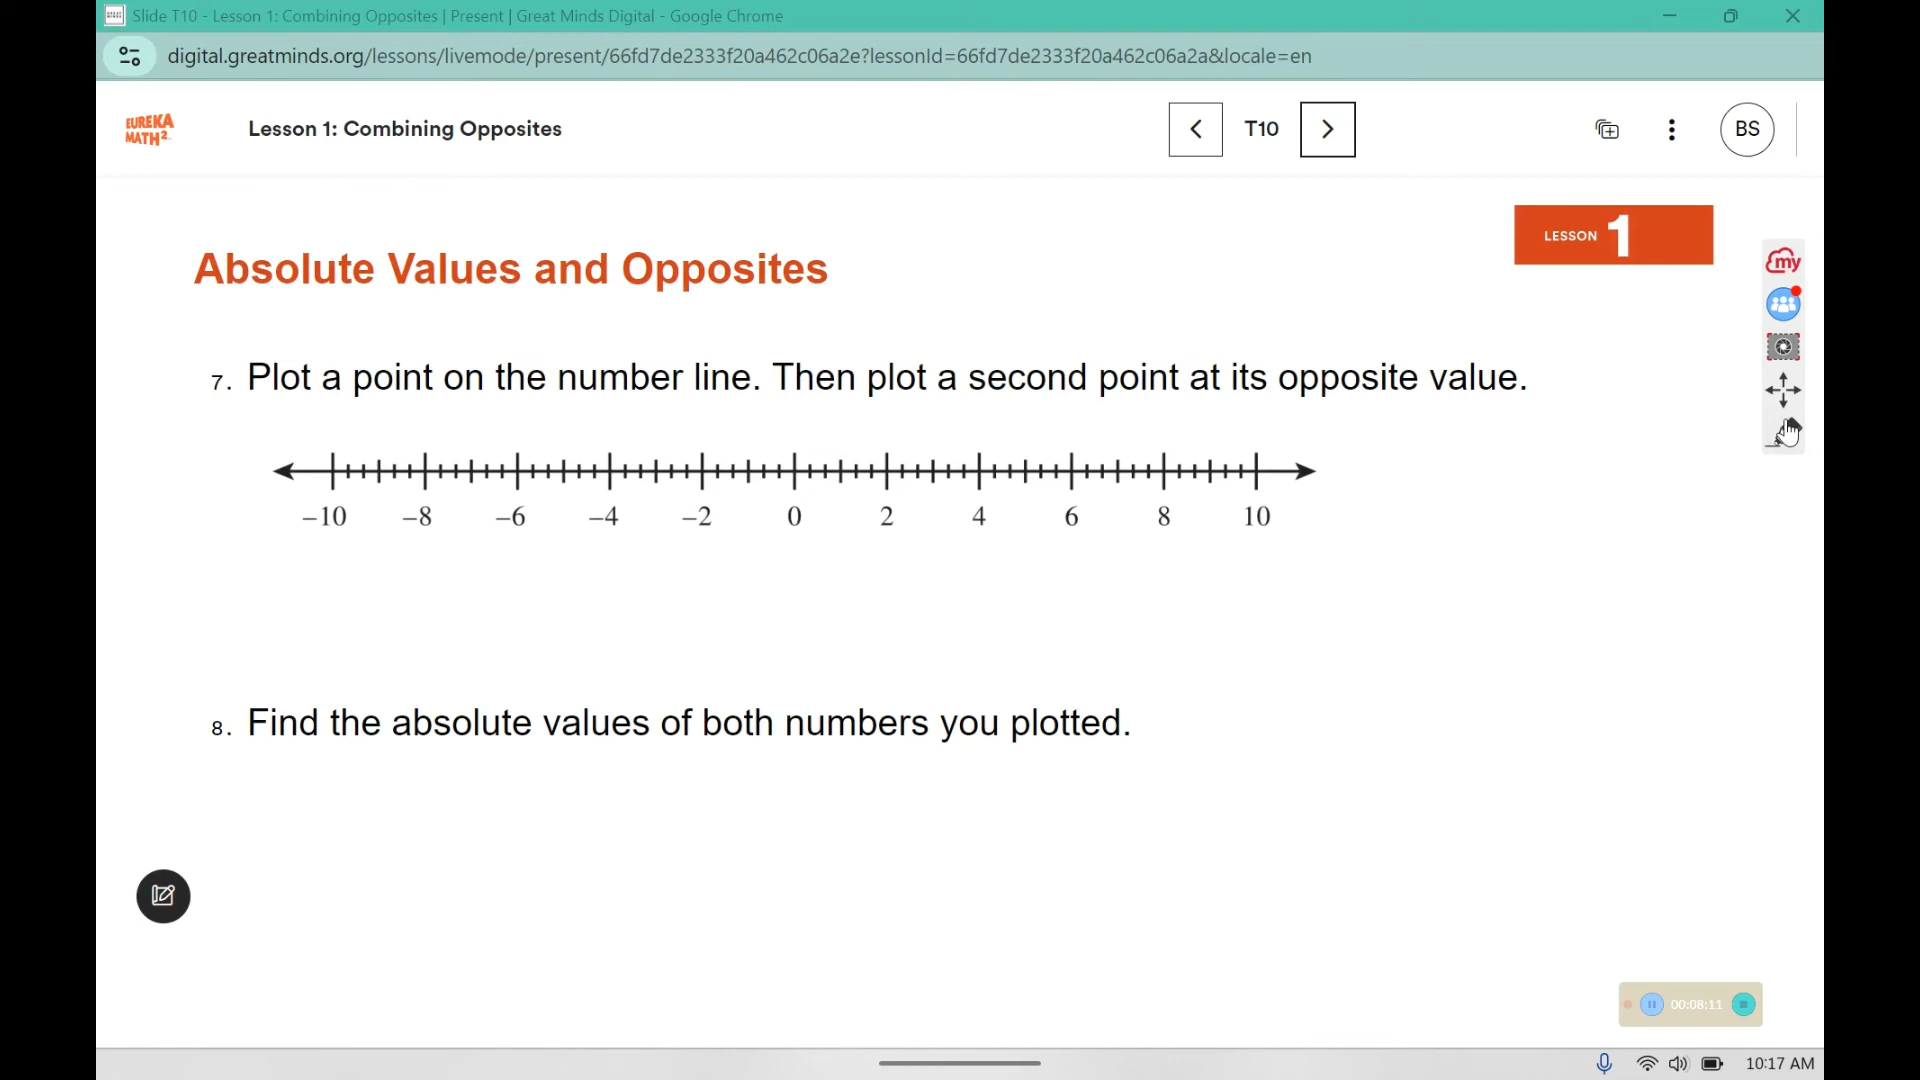 Slide T10 - Lesson 1: Combining Opposites | Present | Great Minds Digital - Google Chrome
digital.greatminds.org/lessons/livemode/present/66fd7de2333f20a462c06a2e?lessonId=66fd7de2333f20a462c06a2a&locale=en
EUREKA
MATH²
Lesson 1: Combining Opposites
T10
BS
LESSON 1
Absolute Values and Opposites
my
7. Plot a point on the number line. Then plot a second point at its opposite value.
–10 –8 –6 –4 –2 0 2 4 6 8 10
8. Find the absolute values of both numbers you plotted.
00:08:11
10:17 AM